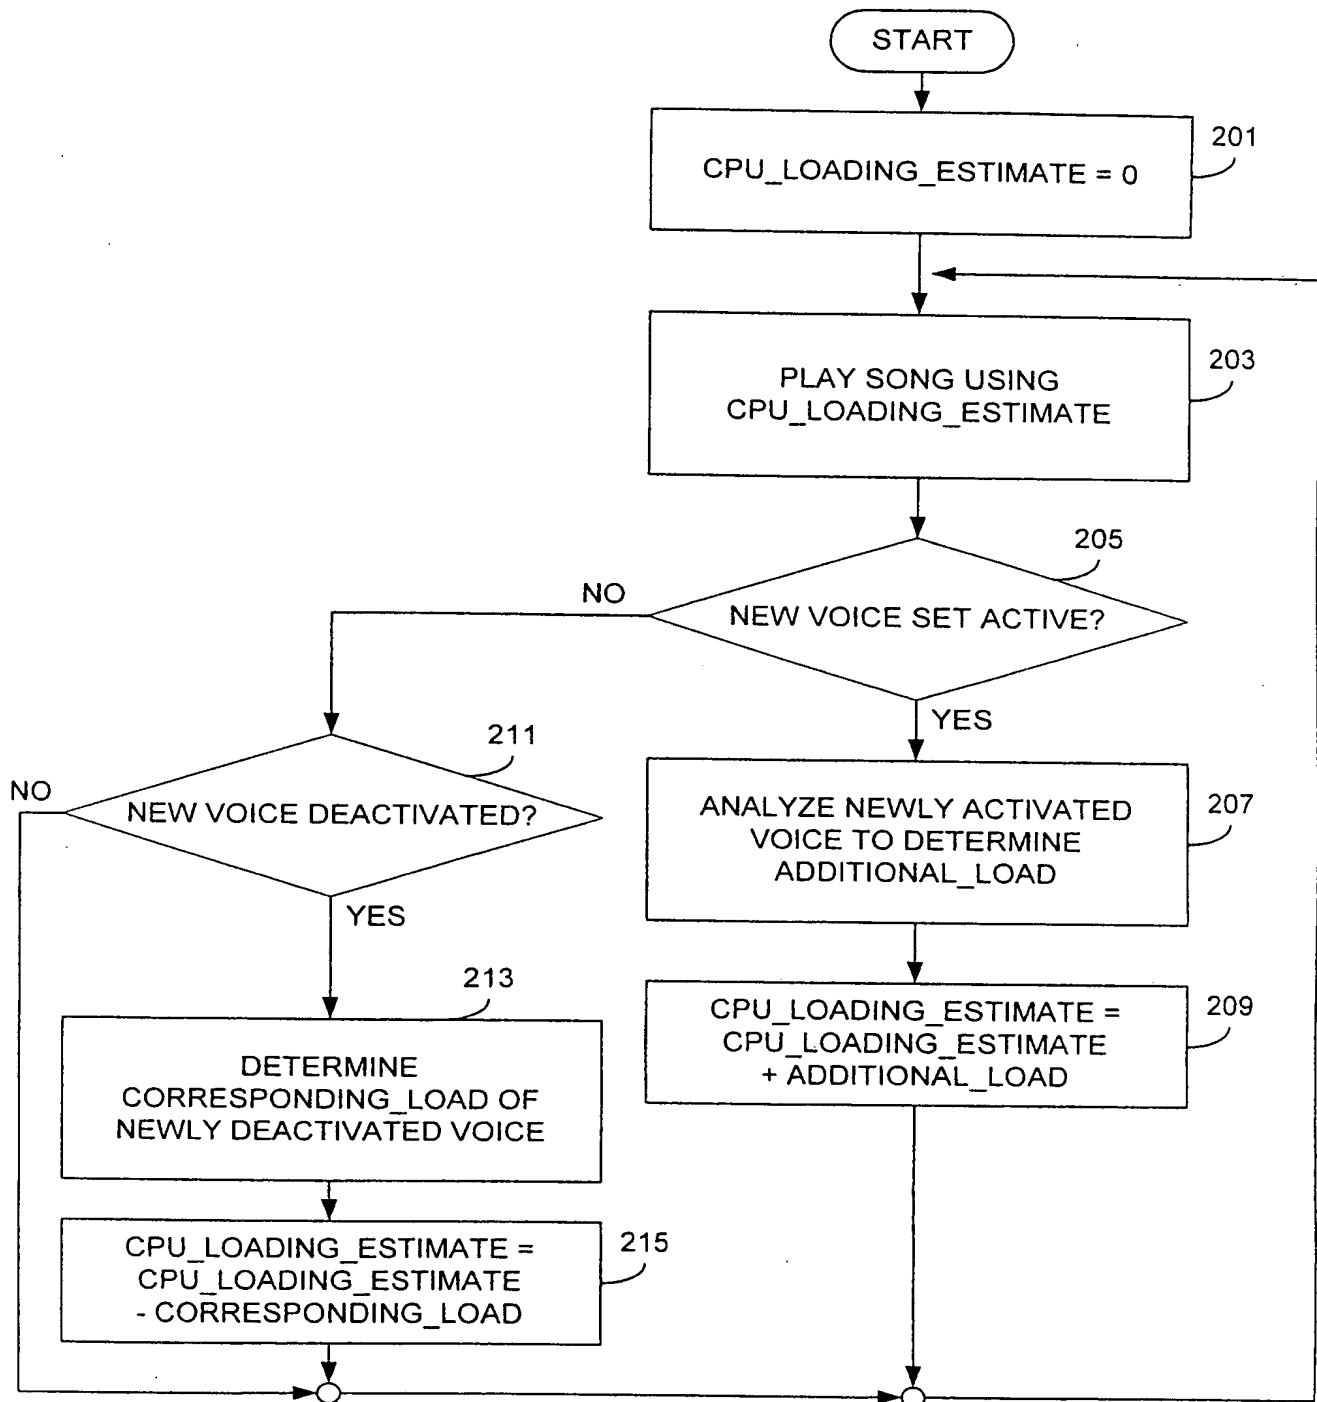 START
201
CPU_LOADING_ESTIMATE = 0
203
PLAY SONG USING
CPU_LOADING_ESTIMATE
205
NO
NEW VOICE SET ACTIVE?
YES
211
NO
NEW VOICE DEACTIVATED?
YES
207
ANALYZE NEWLY ACTIVATED
VOICE TO DETERMINE
ADDITIONAL_LOAD
209
CPU_LOADING_ESTIMATE =
CPU_LOADING_ESTIMATE
+ ADDITIONAL_LOAD
213
DETERMINE
CORRESPONDING_LOAD OF
NEWLY DEACTIVATED VOICE
215
CPU_LOADING_ESTIMATE =
CPU_LOADING_ESTIMATE
- CORRESPONDING_LOAD